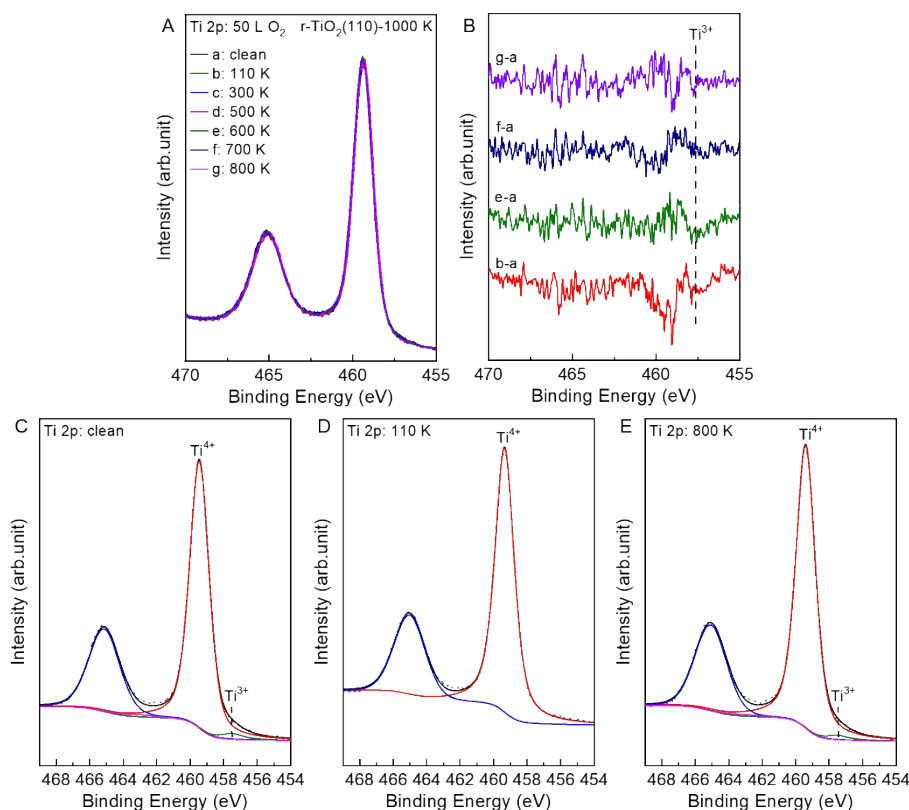 A
Ti 2p: 50 L O₂ r-TiO₂(110)-1000 K
a: clean
b: 110 K
c: 300 K
d: 500 K
e: 600 K
f: 700 K
g: 800 K
Intensity (arb.unit)
470 465 460 455
Binding Energy (eV)
B
Ti³⁺
g-a
f-a
e-a
b-a
Intensity (arb.unit)
470 465 460 455
Binding Energy (eV)
C
Ti 2p: clean
Ti⁴⁺
Ti³⁺
Intensity (arb.unit)
468 466 464 462 460 458 456 454
Binding Energy (eV)
D
Ti 2p: 110 K
Ti⁴⁺
Intensity (arb.unit)
468 466 464 462 460 458 456 454
Binding Energy (eV)
E
Ti 2p: 800 K
Ti⁴⁺
Ti³⁺
Intensity (arb.unit)
468 466 464 462 460 458 456 454
Binding Energy (eV)